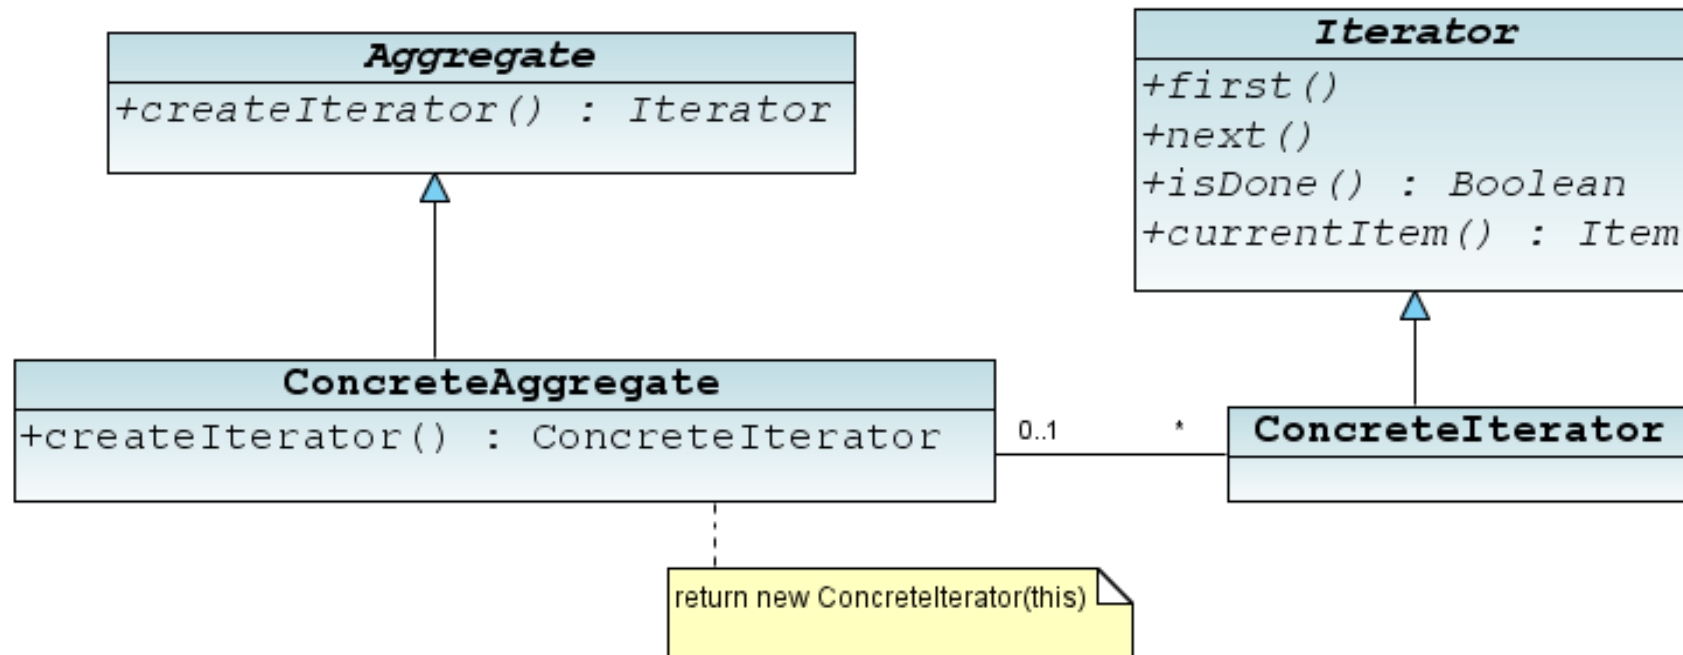 Aggregate
+createIterator() : Iterator
Iterator
+first()
+next()
+isDone() : Boolean
+currentItem() : Item
ConcreteAggregate
+createIterator() : ConcreteIterator
0..1
*
ConcreteIterator
return new ConcreteIterator(this)